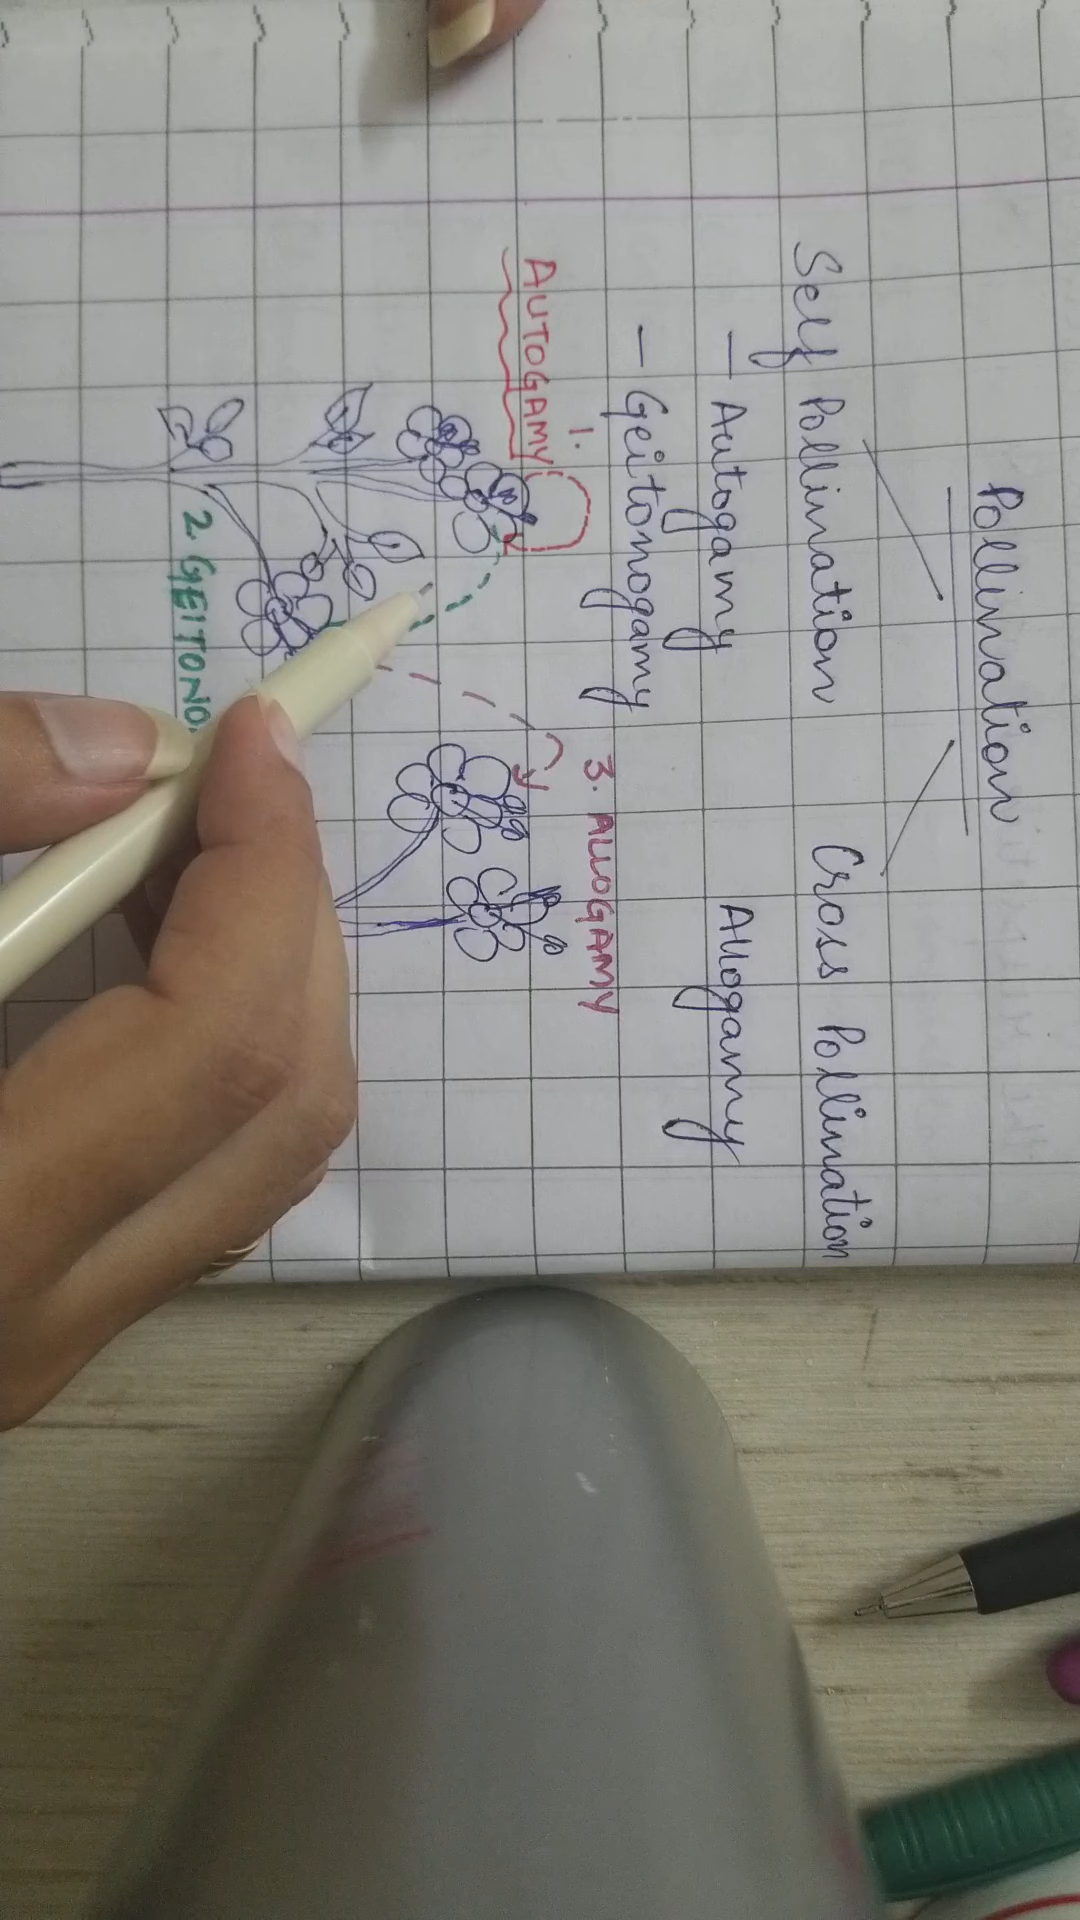 Pollination
Self Pollination Cross Pollination
- Autogamy Allogamy
- Geitonogamy
3. ALLOGAMY
1.
AUTOGAMY
2. GEITONO